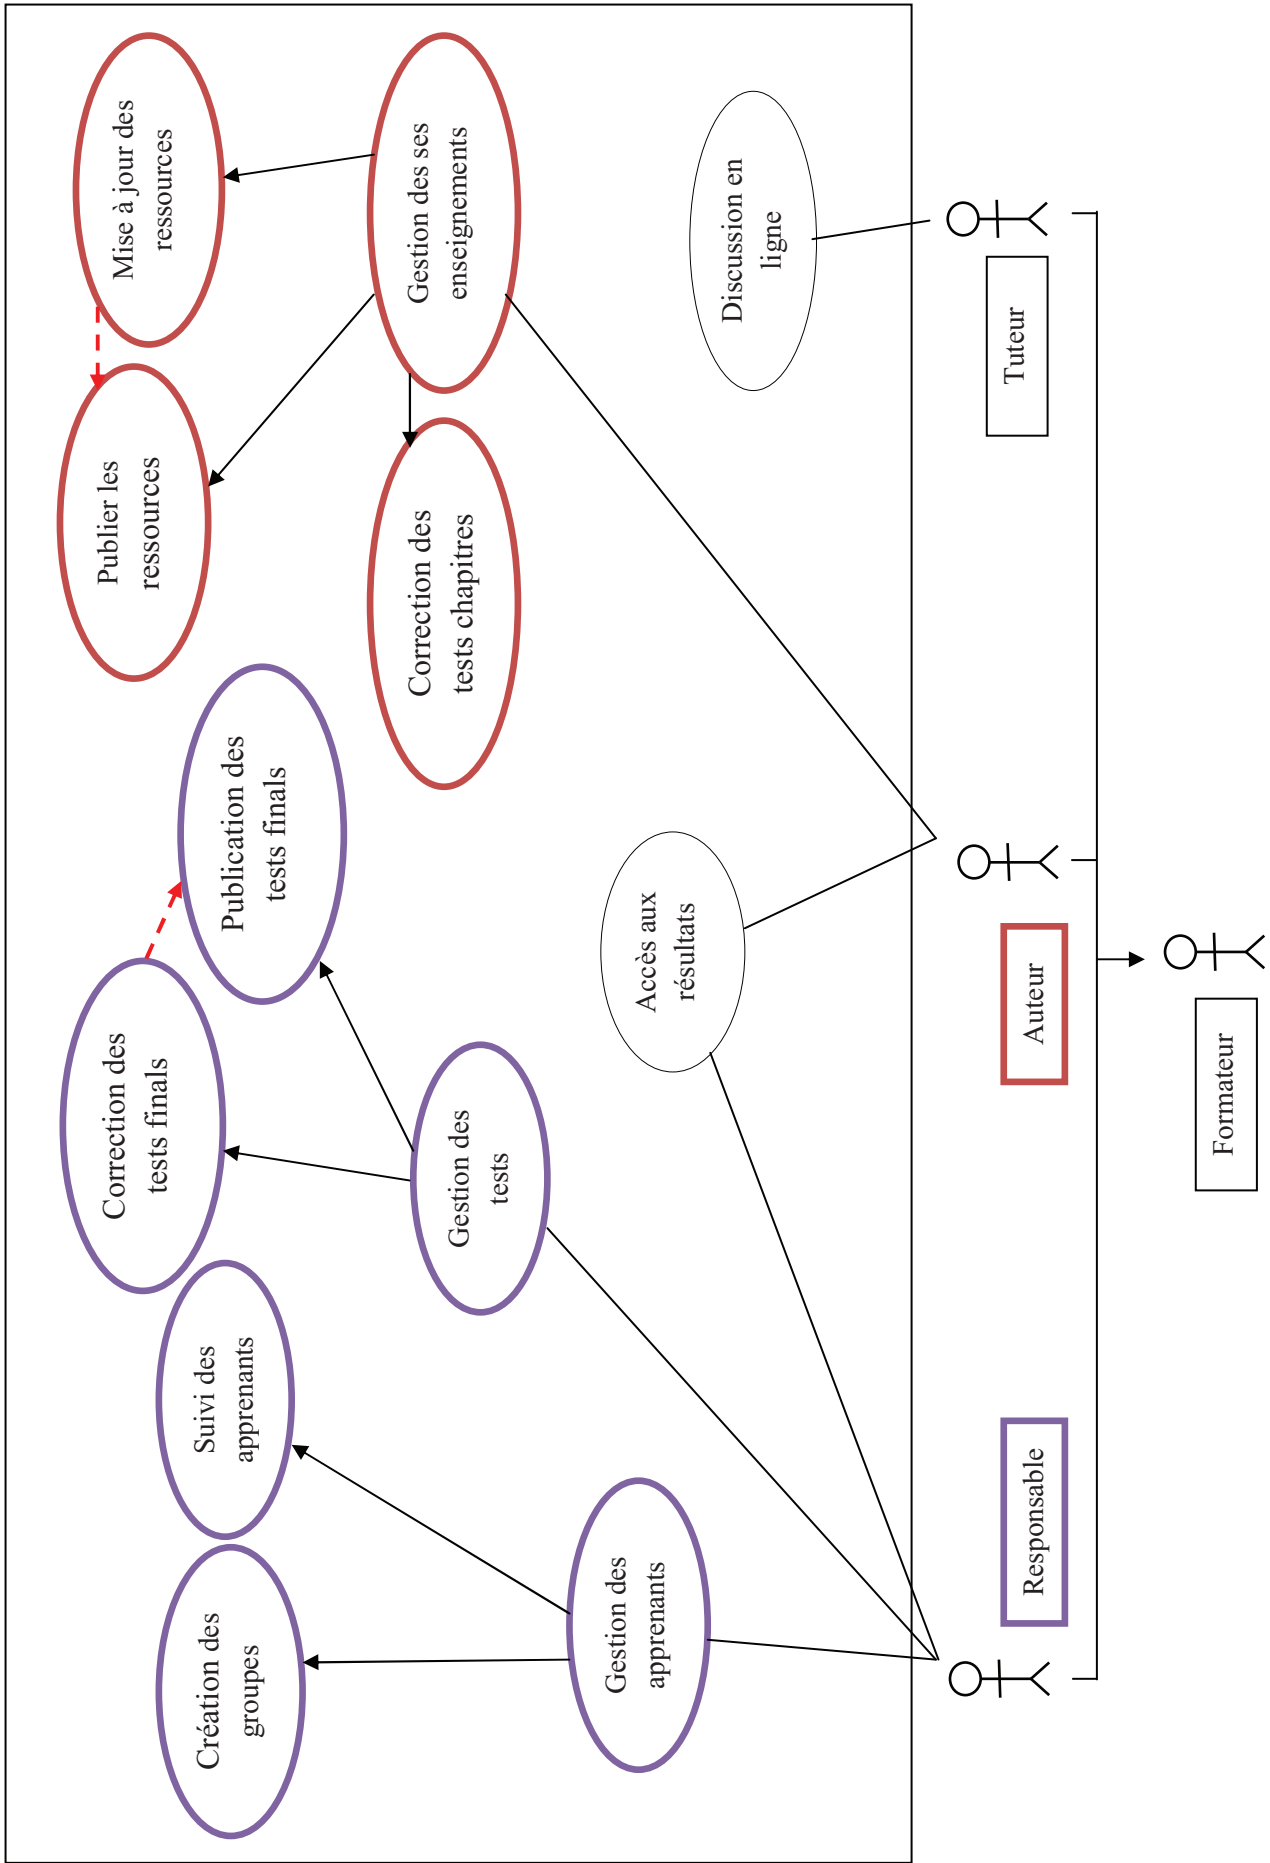 Création des
groupes
Suivi des
apprenants
Correction des
tests finals
Publication des
tests finals
Publier les
ressources
Mise à jour des
ressources
Gestion des
apprenants
Gestion des
tests
Correction des
tests chapitres
Gestion des ses
enseignements
Accès aux
résultats
Discussion en
ligne
Responsable
Auteur
Tuteur
Formateur